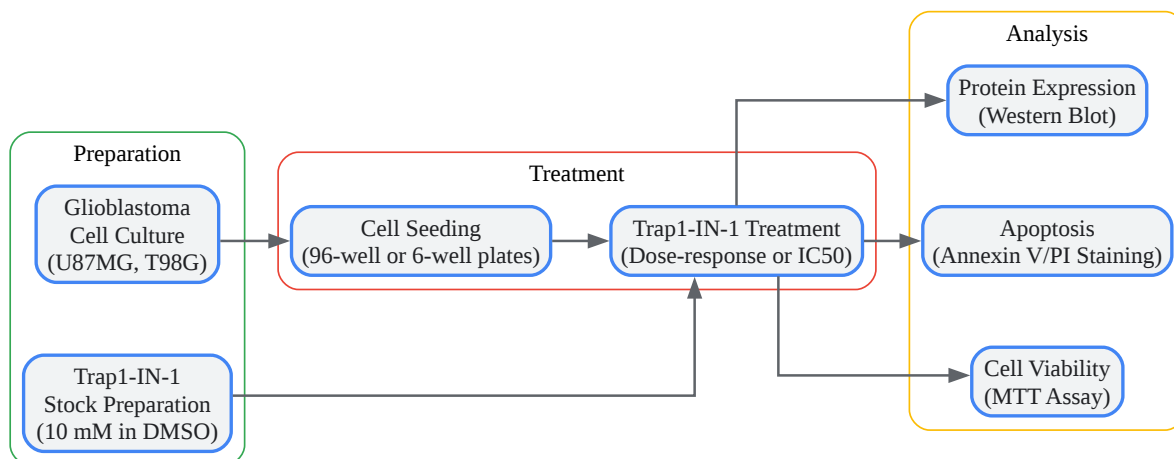 Preparation
Glioblastoma
Cell Culture
(U87MG, T98G)
Trap1-IN-1
Stock Preparation
(10 mM in DMSO)
Treatment
Cell Seeding
(96-well or 6-well plates)
Trap1-IN-1 Treatment
(Dose-response or IC50)
Analysis
Protein Expression
(Western Blot)
Apoptosis
(Annexin V/PI Staining)
Cell Viability
(MTT Assay)